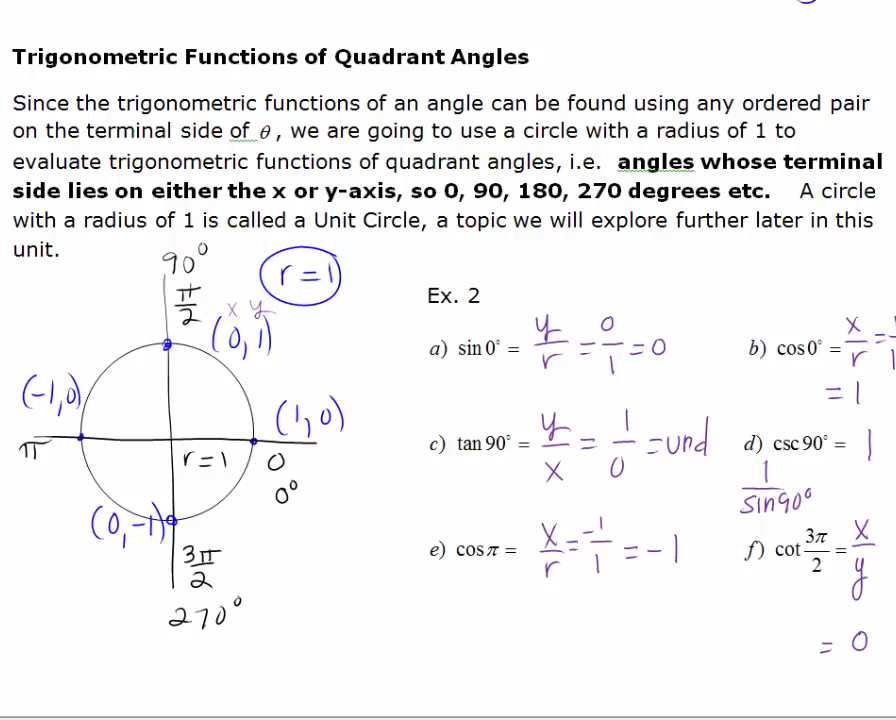 Trigonometric Functions of Quadrant Angles
Since the trigonometric functions of an angle can be found using any ordered pair
on the terminal side of θ, we are going to use a circle with a radius of 1 to
evaluate trigonometric functions of quadrant angles, i.e. angles whose terminal
side lies on either the x or y-axis, so 0, 90, 180, 270 degrees etc. A circle
with a radius of 1 is called a Unit Circle, a topic we will explore further later in this
unit.
90°
π/2
r = 1
x y
(0, 1)
(-1, 0)
(1, 0)
π
r = 1
0
0°
(0, -1)
3π/2
270°
Ex. 2
a) sin 0° = y/r = 0/1 = 0
b) cos 0° = x/r =
= 1
c) tan 90° = y/x = 1/0 = und
d) csc 90° = 1
1/sin90°
e) cos π = x/r = -1/1 = -1
f) cot 3π/2 = x/y
= 0